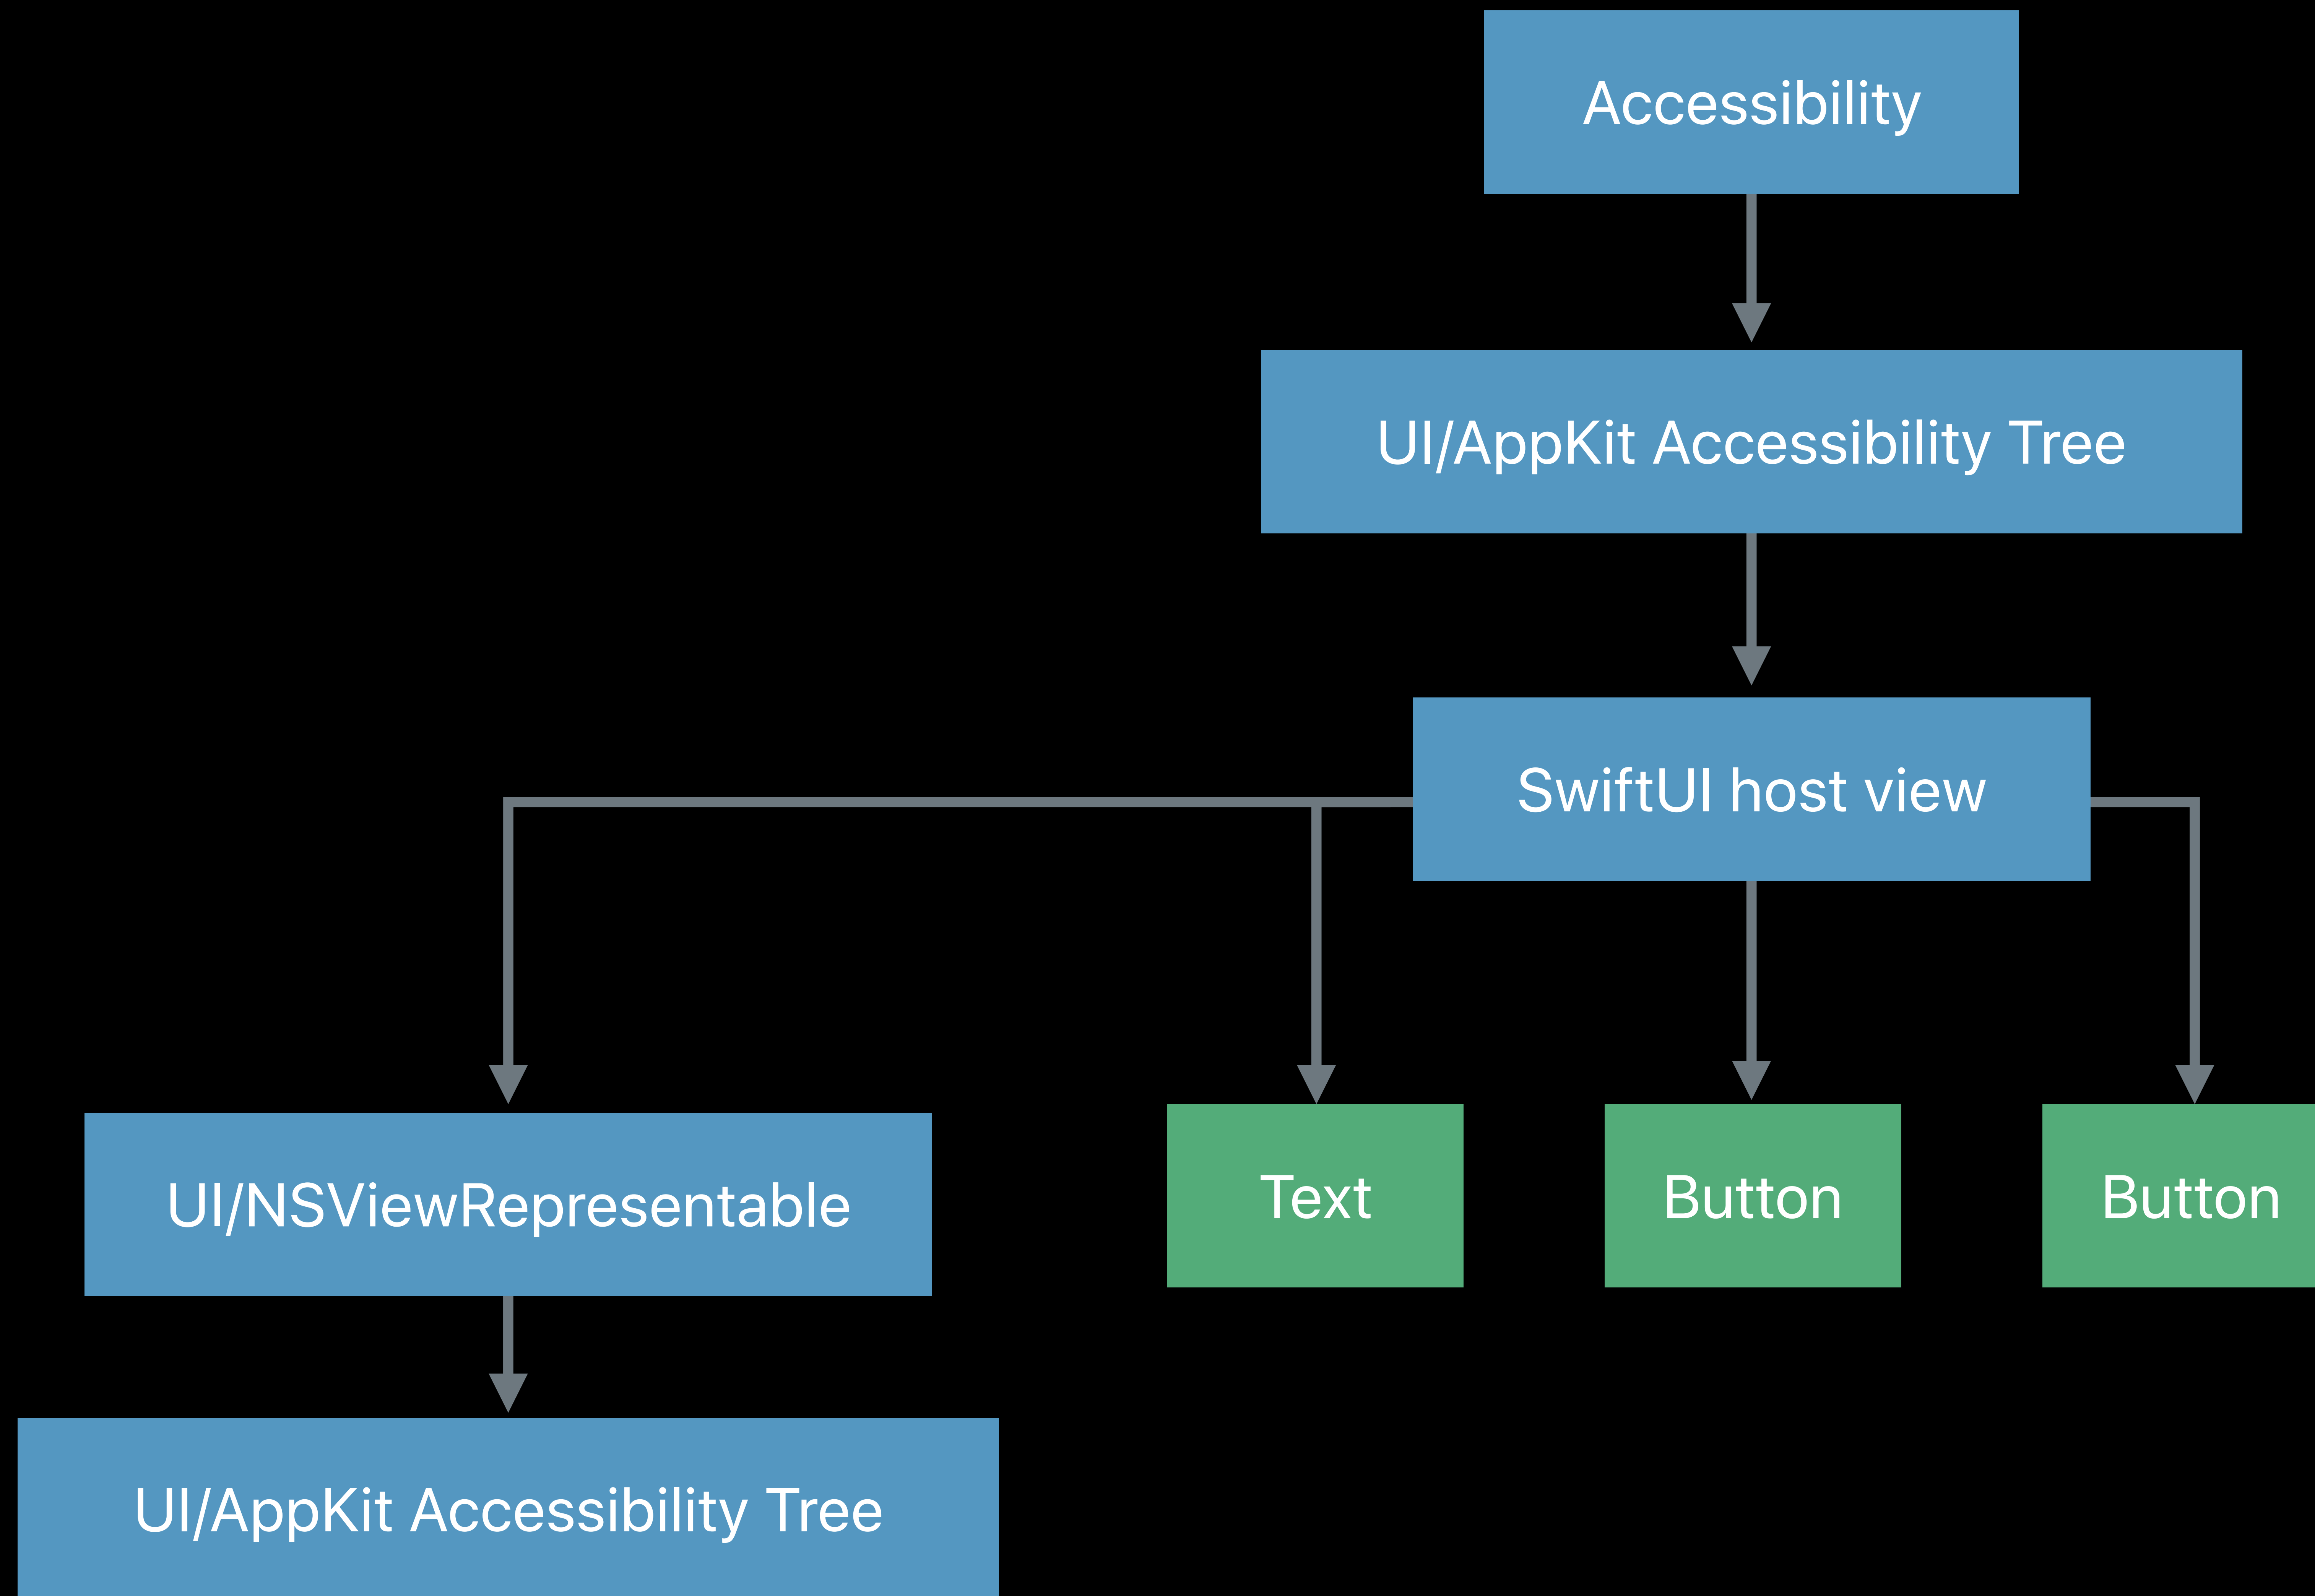 Accessibility
UI/AppKit Accessibility Tree
SwiftUI host view
UI/NSViewRepresentable
Text
Button
Button
UI/AppKit Accessibility Tree